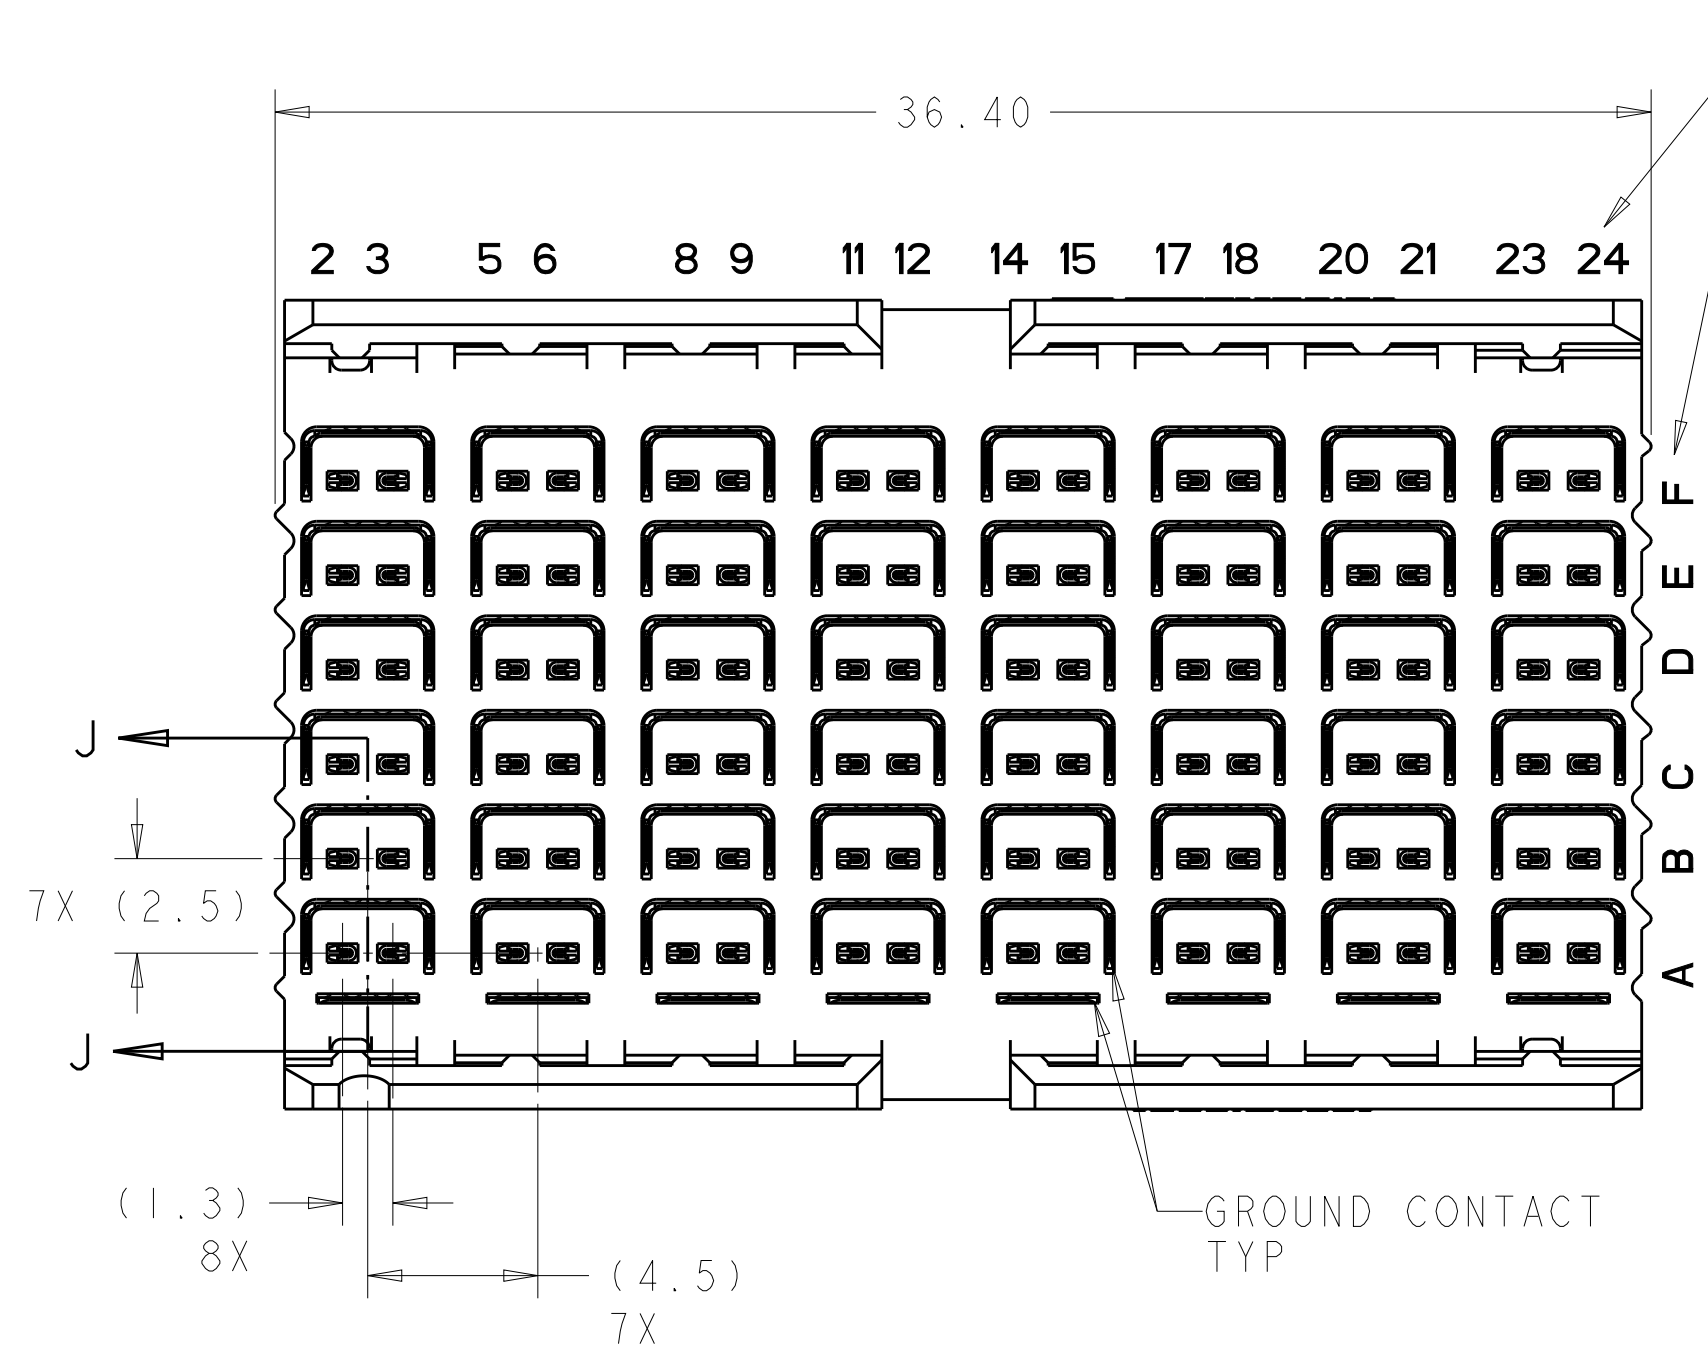 36.40
2 3 5 6 8 9 11 12 14 15 17 18 20 21 23 24
F
E
D
J
C
B
7X (2.5)
A
J
(1.3)
8X
GROUND CONTACT
TYP
(4.5)
7X